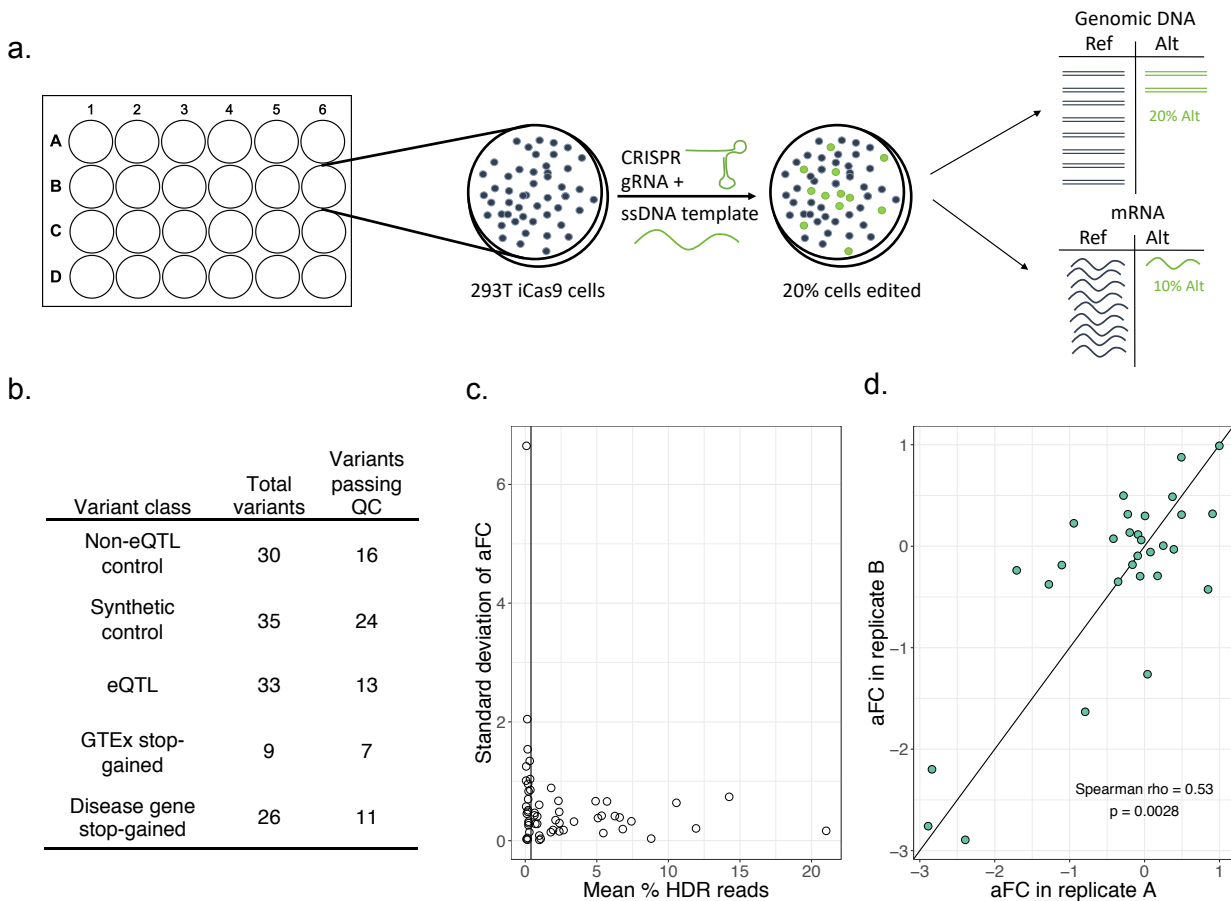 a.
1 2 3 4 5 6
A
B
C
D
293T iCas9 cells
CRISPR
gRNA +
ssDNA template
20% cells edited
Genomic DNA
Ref Alt
20% Alt
mRNA
Ref Alt
10% Alt
b.
Variant class
Total
variants
Variants
passing
QC
Non-eQTL
control
30 16
Synthetic
control
35 24
eQTL 33 13
GTEx stop-
gained
9 7
Disease gene
stop-gained
26 11
c.
Standard deviation of aFC
6
4
2
0
0 5 10 15 20
Mean % HDR reads
d.
aFC in replicate B
1
0
−1
−2
−3
Spearman rho = 0.53
p = 0.0028
−3 −2 −1 0 1
aFC in replicate A